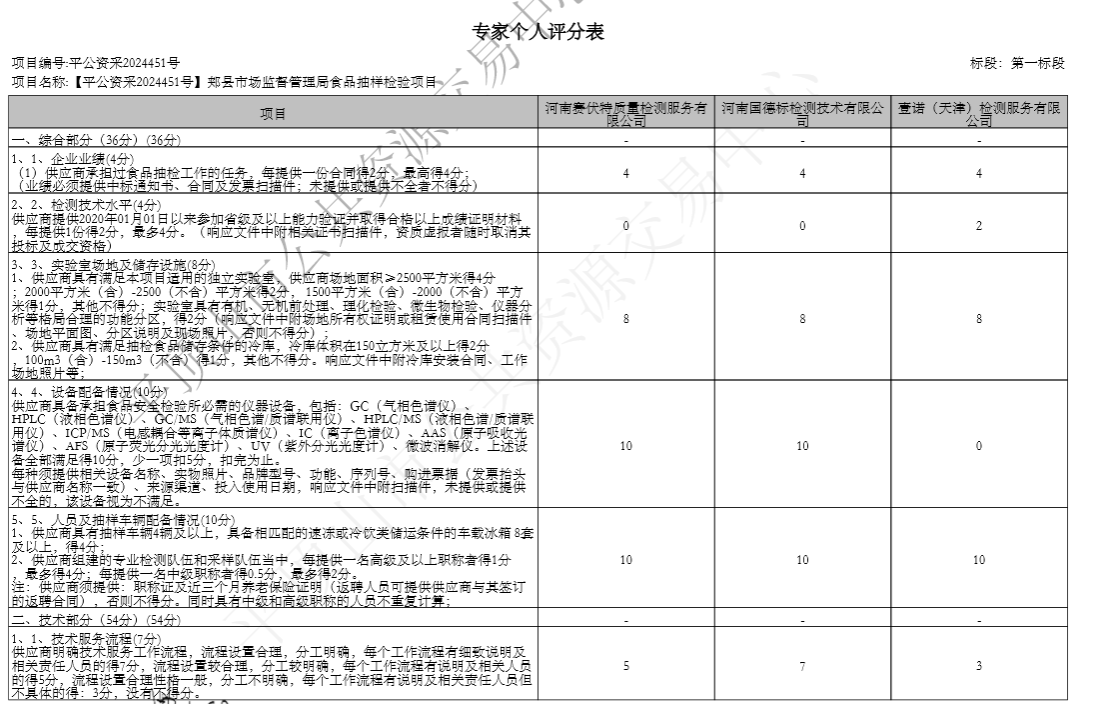 专家个人评分表
项目编号:平公资采2024451号
标段：第一标段
项目名称:【平公资采2024451号】郏县市场监督管理局食品抽样检验项目
项目
河南赛伏特质量检测服务有
限公司
河南国德标检测技术有限公
司
壹诺（天津）检测服务有限
公司
一、综合部分（36分）(36分)
-
-
-
1、1、企业业绩(4分)
（1）供应商承担过食品抽检工作的任务，每提供一份合同得2分，最高得4分；
（业绩必须提供中标通知书、合同及发票扫描件；未提供或提供不全者不得分）
4
4
4
2、2、检测技术水平(4分)
供应商提供2020年01月01日以来参加省级及以上能力验证并取得合格以上成绩证明材料
，每提供1份得2分，最多4分。（响应文件中附相关证书扫描件，资质虚报者随时取消其
投标及成交资格）
0
0
2
3、3、实验室场地及储存设施(8分)
1、供应商具有满足本项目适用的独立实验室、供应商场地面积≥2500平方米得4分
；2000平方米（含）-2500（不含）平方米得2分，1500平方米（含）-2000（不含）平方
米得1分，其他不得分；实验室具有有机、无机前处理、理化检验、微生物检验、仪器分
析等格局合理的功能分区，得2分（响应文件中附场地所有权证明或租赁使用合同扫描件
、场地平面图、分区说明及现场照片，否则不得分）；
2、供应商具有满足抽检食品储存条件的冷库，冷库体积在150立方米及以上得2分
，100m3（含）-150m3（不含）得1分，其他不得分。响应文件中附冷库安装合同、工作
场地照片等；
8
8
8
4、4、设备配备情况(10分)
供应商具备承担食品安全检验所必需的仪器设备，包括：GC（气相色谱仪）、
HPLC（液相色谱仪）、GC/MS（气相色谱/质谱联用仪）、HPLC/MS（液相色谱/质谱联
用仪）、ICP/MS（电感耦合等离子体质谱仪）、IC（离子色谱仪）、AAS（原子吸收光
谱仪）、AFS（原子荧光分光光度计）、UV（紫外分光光度计）、微波消解仪。上述设
备全部满足得10分，少一项扣5分，扣完为止。
每种须提供相关设备名称、实物照片、品牌型号、功能、序列号、购进票据（发票抬头
与供应商名称一致）、来源渠道、投入使用日期，响应文件中附扫描件，未提供或提供
不全的，该设备视为不满足。
10
10
0
5、5、人员及抽样车辆配备情况(10分)
1、供应商具有抽样车辆4辆及以上，具备相匹配的速冻或冷饮类储运条件的车载冰箱 8套
及以上，得4分；
2、供应商组建的专业检测队伍和采样队伍当中，每提供一名高级及以上职称者得1分
，最多得4分；每提供一名中级职称者得0.5分，最多得2分。
注：供应商须提供：职称证及近三个月养老保险证明（返聘人员可提供供应商与其签订
的返聘合同），否则不得分。同时具有中级和高级职称的人员不重复计算；
10
10
10
二、技术部分（54分）(54分)
-
-
-
1、1、技术服务流程(7分)
供应商明确技术服务工作流程，流程设置合理，分工明确，每个工作流程有细致说明及
相关责任人员的得7分，流程设置较合理，分工较明确，每个工作流程有说明及相关人员
的得5分，流程设置合理性格一般，分工不明确，每个工作流程有说明及相关责任人员但
不具体的得：3分，没有不得分。
5
7
3